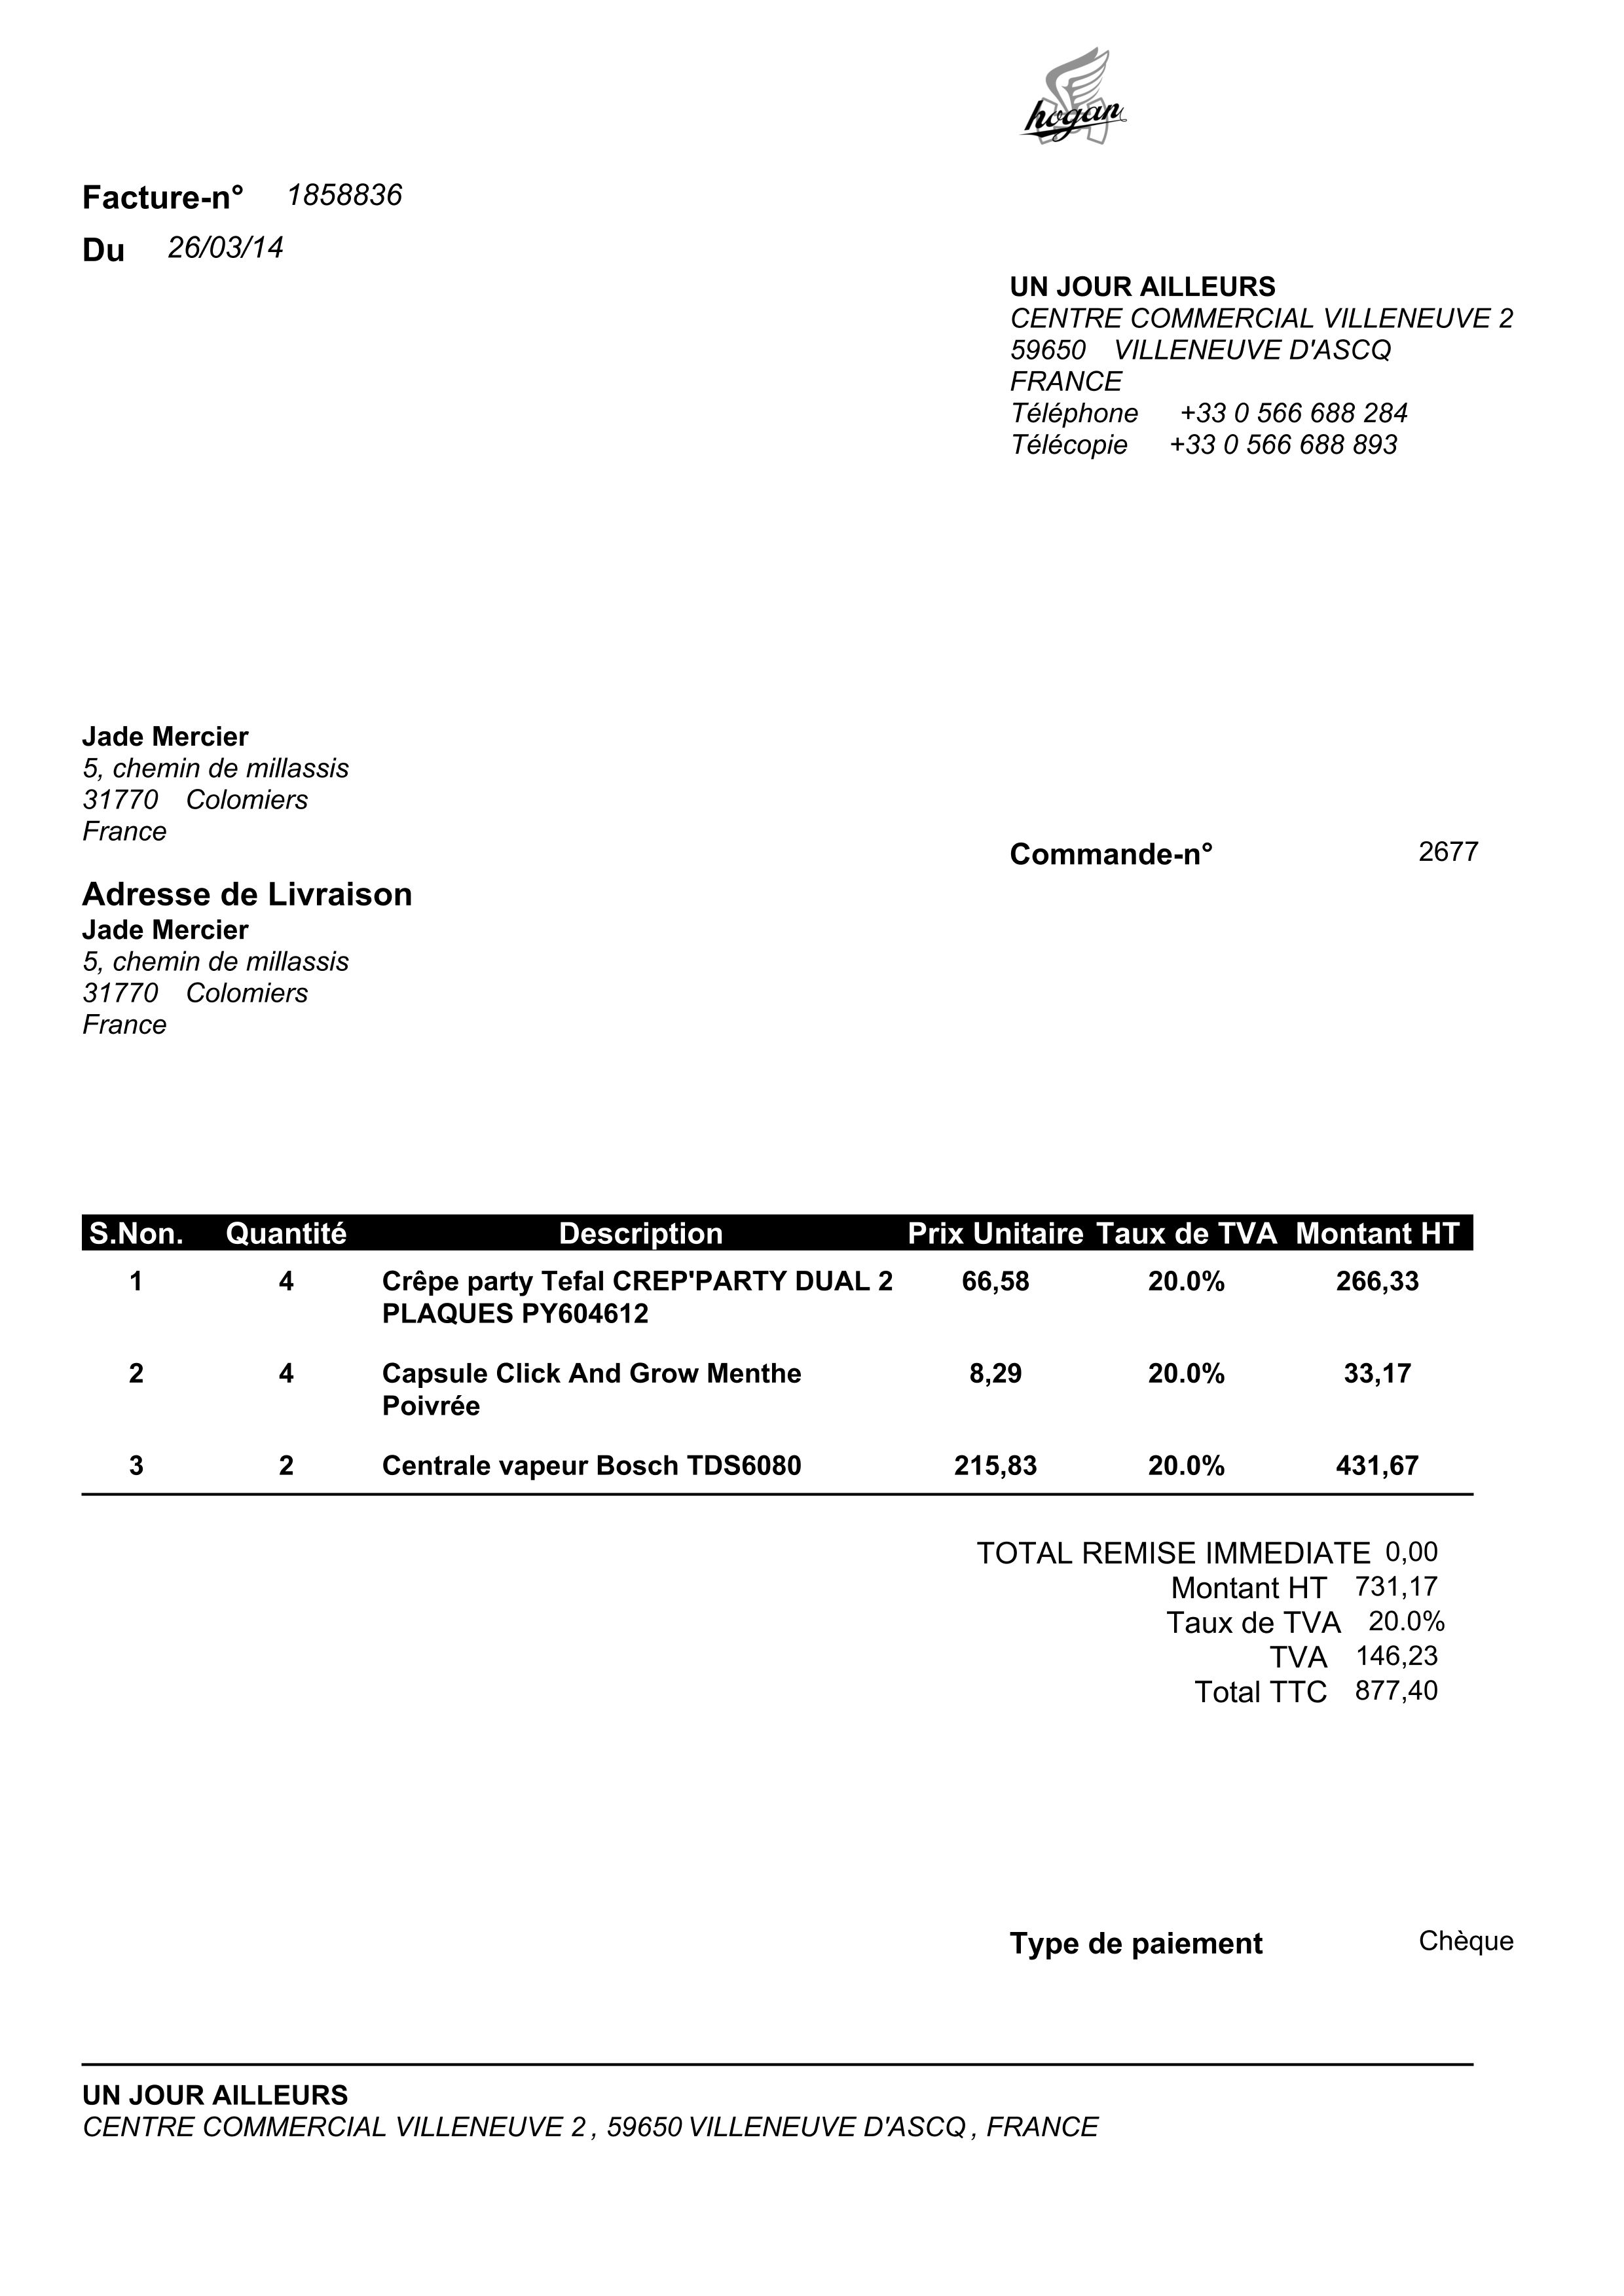 hogan
Facture-n° 1858836
Du 26/03/14
UN JOUR AILLEURS
CENTRE COMMERCIAL VILLENEUVE 2
59650 VILLENEUVE D'ASCQ
FRANCE
Téléphone +33 0 566 688 284
Télécopie +33 0 566 688 893
Jade Mercier
5, chemin de millassis
31770 Colomiers
France
Commande-n° 2677
Adresse de Livraison
Jade Mercier
5, chemin de millassis
31770 Colomiers
France
S.Non. Quantité Description Prix Unitaire Taux de TVA Montant HT
1 4 Crêpe party Tefal CREP'PARTY DUAL 2 66,58 20.0% 266,33
PLAQUES PY604612
2 4 Capsule Click And Grow Menthe 8,29 20.0% 33,17
Poivrée
3 2 Centrale vapeur Bosch TDS6080 215,83 20.0% 431,67
TOTAL REMISE IMMEDIATE 0,00
Montant HT 731,17
Taux de TVA 20.0%
TVA 146,23
Total TTC 877,40
Type de paiement Chèque
UN JOUR AILLEURS
CENTRE COMMERCIAL VILLENEUVE 2 , 59650 VILLENEUVE D'ASCQ , FRANCE